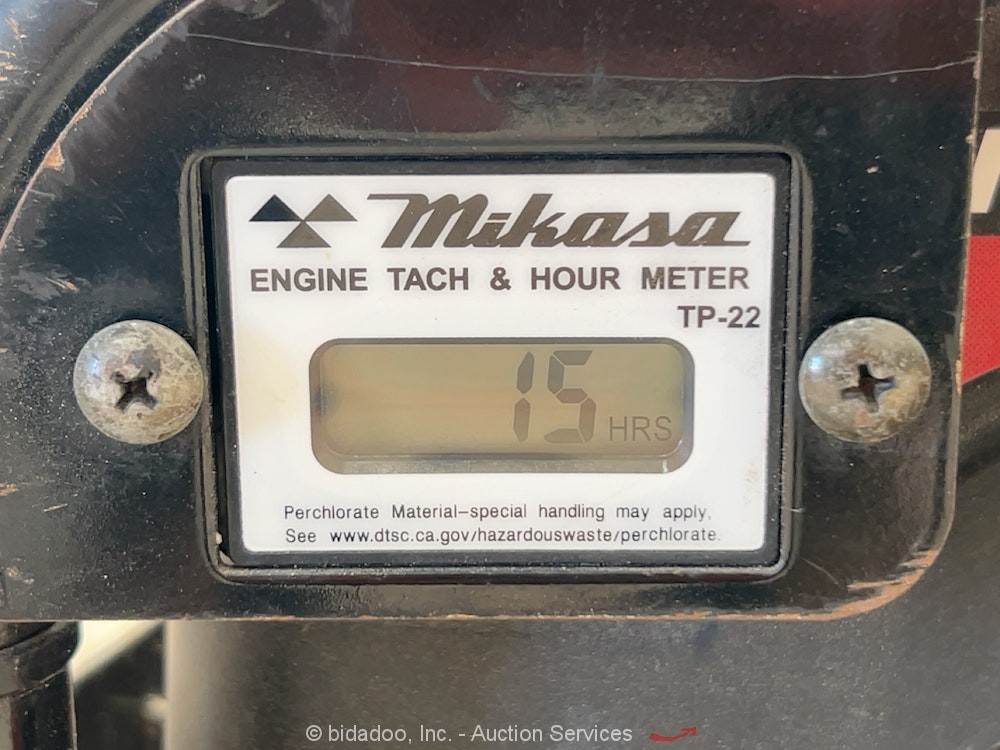 Mikasa
ENGINE TACH & HOUR METER
TP-22
15 HRS
Perchlorate Material-special handling may apply,
See www.dtsc.ca.gov/hazardouswaste/perchlorate.
© bidadoo, Inc. - Auction Services